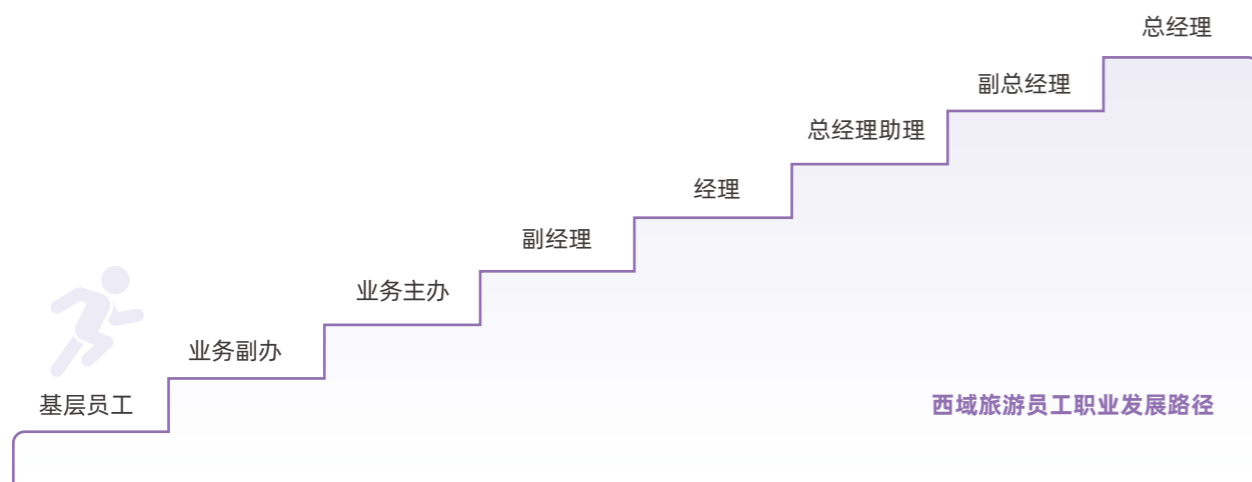 总经理
副总经理
总经理助理
经理
副经理
业务主办
业务副办
基层员工
西域旅游员工职业发展路径